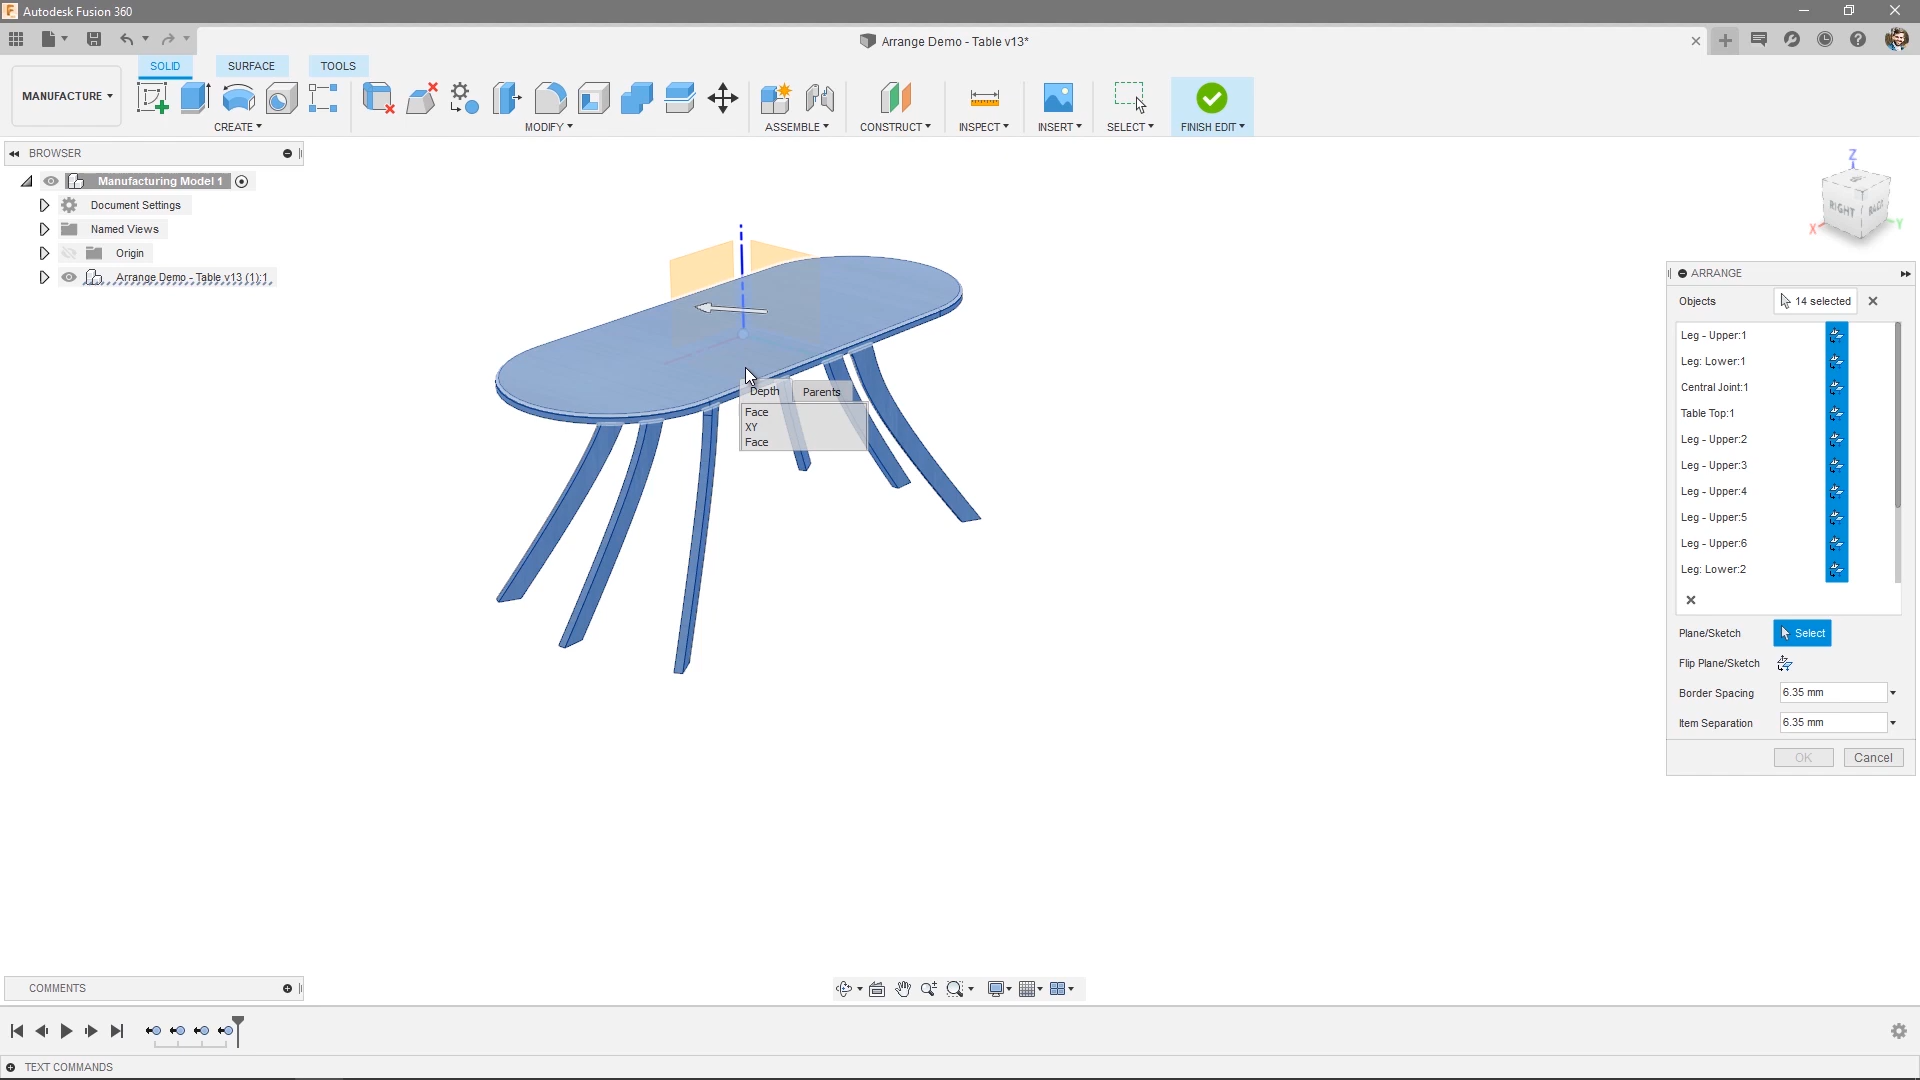 Autodesk Fusion 360
Arrange Demo - Table v13*
MANUFACTURE
SOLID
SURFACE
TOOLS
CREATE
MODIFY
ASSEMBLE
CONSTRUCT
INSPECT
INSERT
SELECT
FINISH EDIT
BROWSER
Manufacturing Model 1
Document Settings
Named Views
Origin
Arrange Demo - Table v13 (1):1
Z
RIGHT
BACK
X
Y
Depth
Parents
Face
XY
Face
ARRANGE
Objects
14 selected
Leg - Upper:1
Leg: Lower:1
Central Joint:1
Table Top:1
Leg - Upper:2
Leg - Upper:3
Leg - Upper:4
Leg - Upper:5
Leg - Upper:6
Leg: Lower:2
Plane/Sketch
Select
Flip Plane/Sketch
Border Spacing
6.35 mm
Item Separation
6.35 mm
OK
Cancel
COMMENTS
TEXT COMMANDS